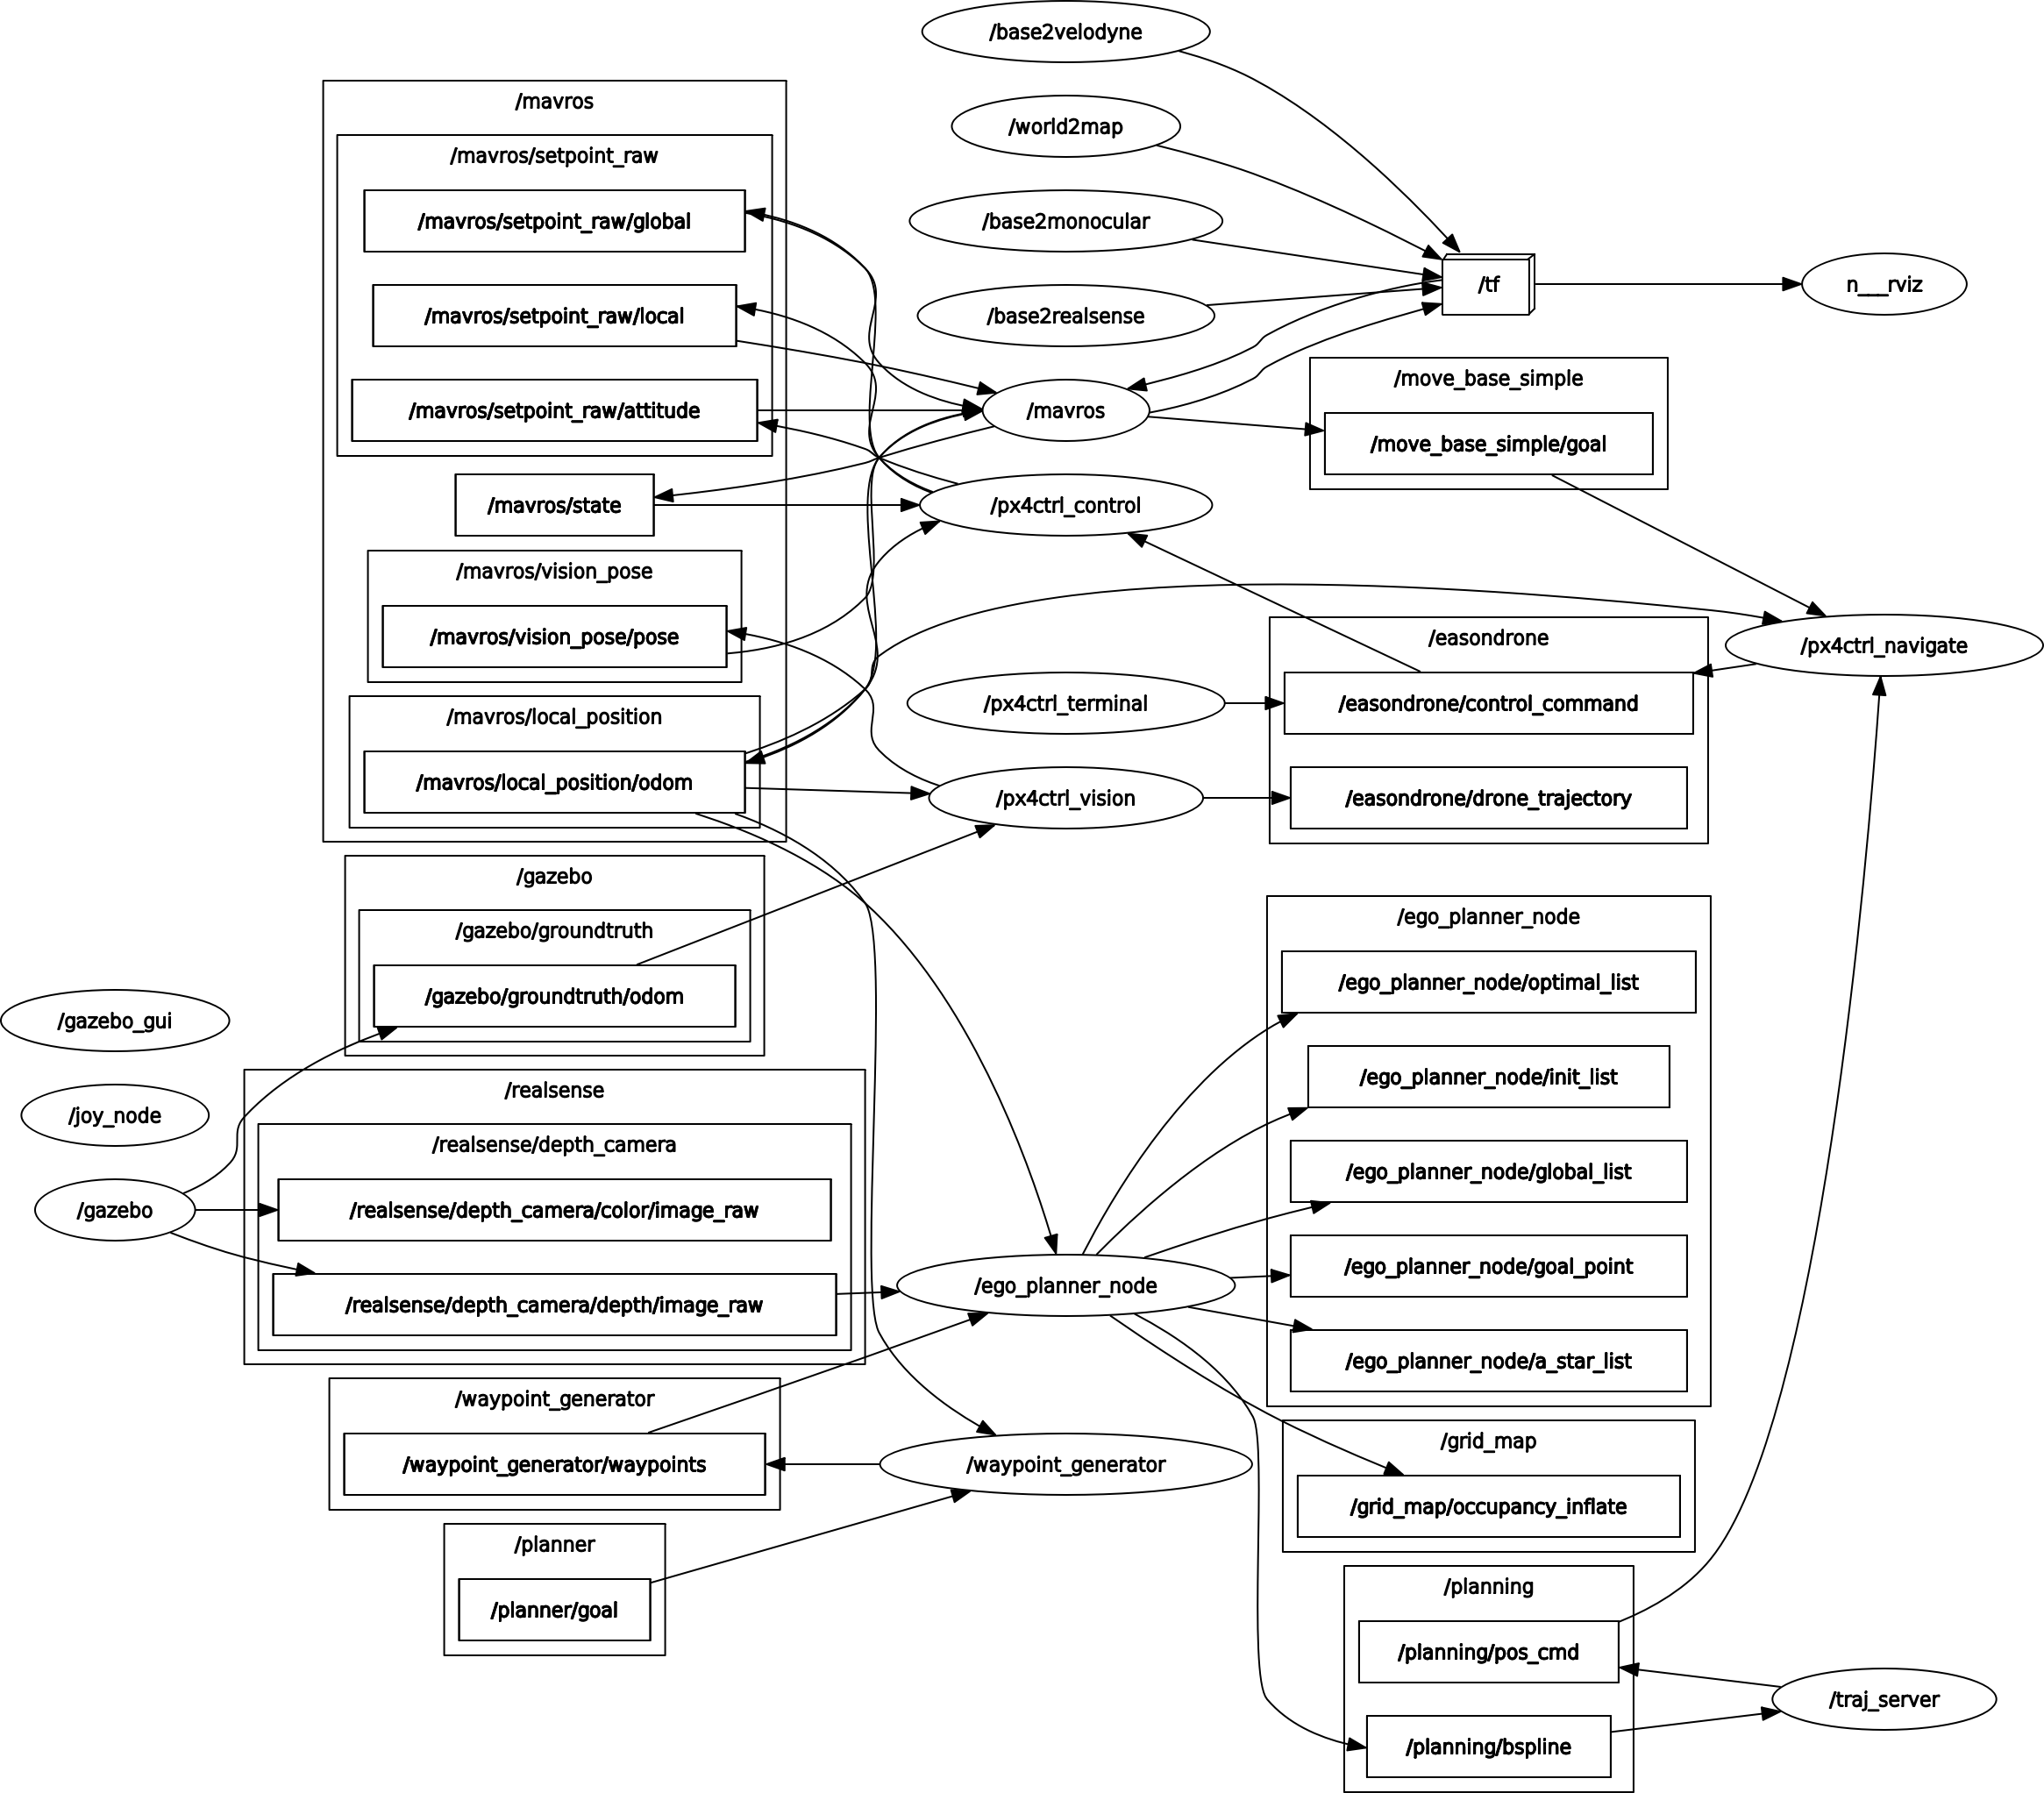 /base2velodyne
/world2map
/base2monocular
/base2realsense
/tf
n___rviz
/mavros
/mavros/setpoint_raw
/mavros/setpoint_raw/global
/mavros/setpoint_raw/local
/mavros/setpoint_raw/attitude
/mavros/state
/mavros/vision_pose
/mavros/vision_pose/pose
/mavros/local_position
/mavros/local_position/odom
/mavros
/move_base_simple
/move_base_simple/goal
/px4ctrl_control
/px4ctrl_navigate
/easondrone
/easondrone/control_command
/easondrone/drone_trajectory
/px4ctrl_terminal
/px4ctrl_vision
/gazebo
/gazebo/groundtruth
/gazebo/groundtruth/odom
/gazebo_gui
/joy_node
/gazebo
/realsense
/realsense/depth_camera
/realsense/depth_camera/color/image_raw
/realsense/depth_camera/depth/image_raw
/ego_planner_node
/ego_planner_node
/ego_planner_node/optimal_list
/ego_planner_node/init_list
/ego_planner_node/global_list
/ego_planner_node/goal_point
/ego_planner_node/a_star_list
/waypoint_generator
/waypoint_generator/waypoints
/waypoint_generator
/grid_map
/grid_map/occupancy_inflate
/planner
/planner/goal
/planning
/planning/pos_cmd
/planning/bspline
/traj_server